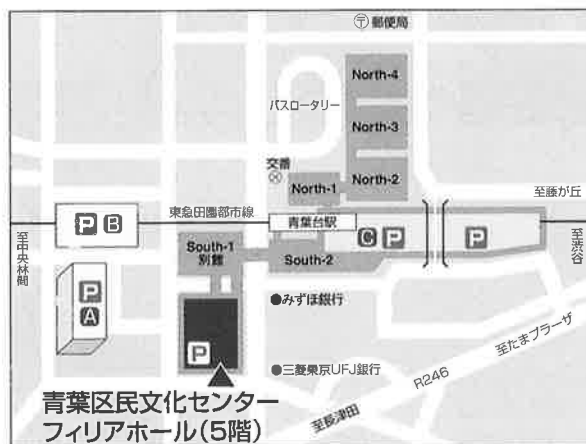 〒郵便局
North-4
バスロータリー
North-3
交番
North-1
North-2
至藤が丘
東急田園都市線
青葉台駅
至中央林間
P B
C P
P
至渋谷
South-1
別館
South-2
P
A
●みずほ銀行
P
●三菱東京UFJ銀行
至たまプラーザ
R246
至長津田
青葉区民文化センター
フィリアホール(5階)